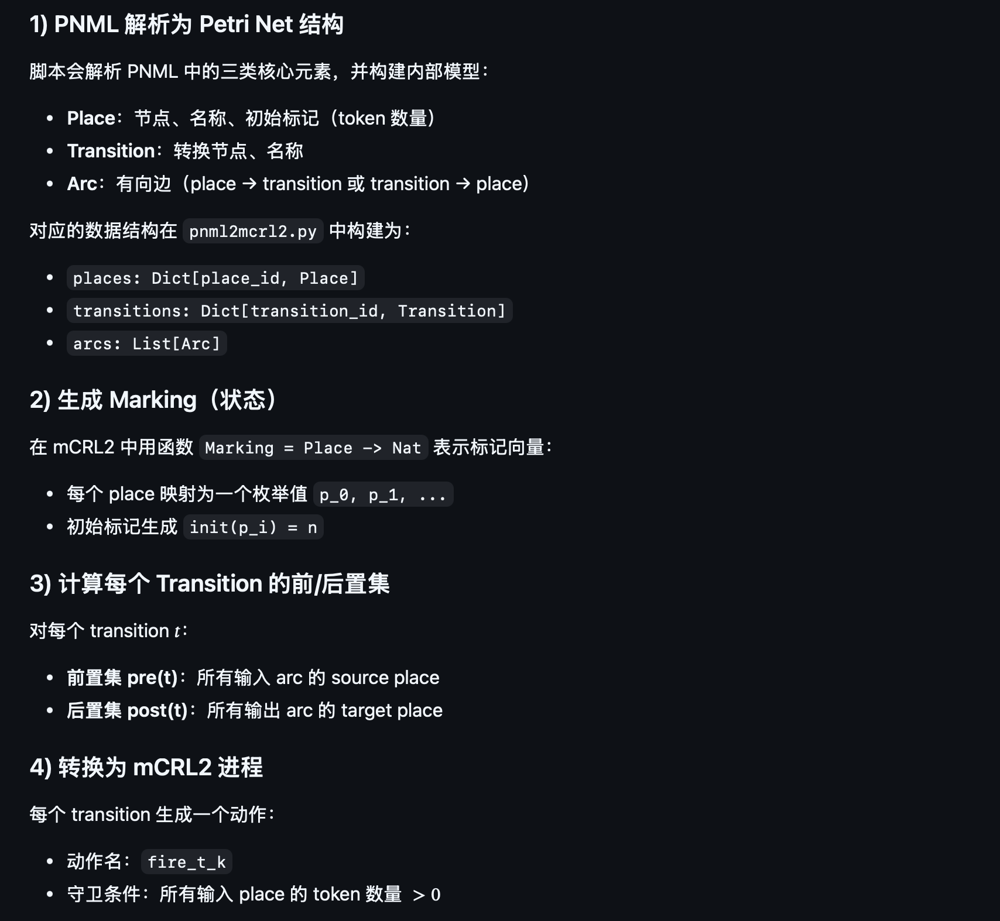 1) PNML 解析为 Petri Net 结构
脚本会解析 PNML 中的三类核心元素，并构建内部模型：
• Place：节点、名称、初始标记（token 数量）
• Transition：转换节点、名称
• Arc：有向边（place → transition 或 transition → place）
对应的数据结构在 pnml2mcrl2.py 中构建为：
• places: Dict[place_id, Place]
• transitions: Dict[transition_id, Transition]
• arcs: List[Arc]
2) 生成 Marking（状态）
在 mCRL2 中用函数 Marking = Place -> Nat 表示标记向量：
• 每个 place 映射为一个枚举值 p_0, p_1, ...
• 初始标记生成 init(p_i) = n
3) 计算每个 Transition 的前/后置集
对每个 transition t：
• 前置集 pre(t)：所有输入 arc 的 source place
• 后置集 post(t)：所有输出 arc 的 target place
4) 转换为 mCRL2 进程
每个 transition 生成一个动作：
• 动作名：fire_t_k
• 守卫条件：所有输入 place 的 token 数量 > 0